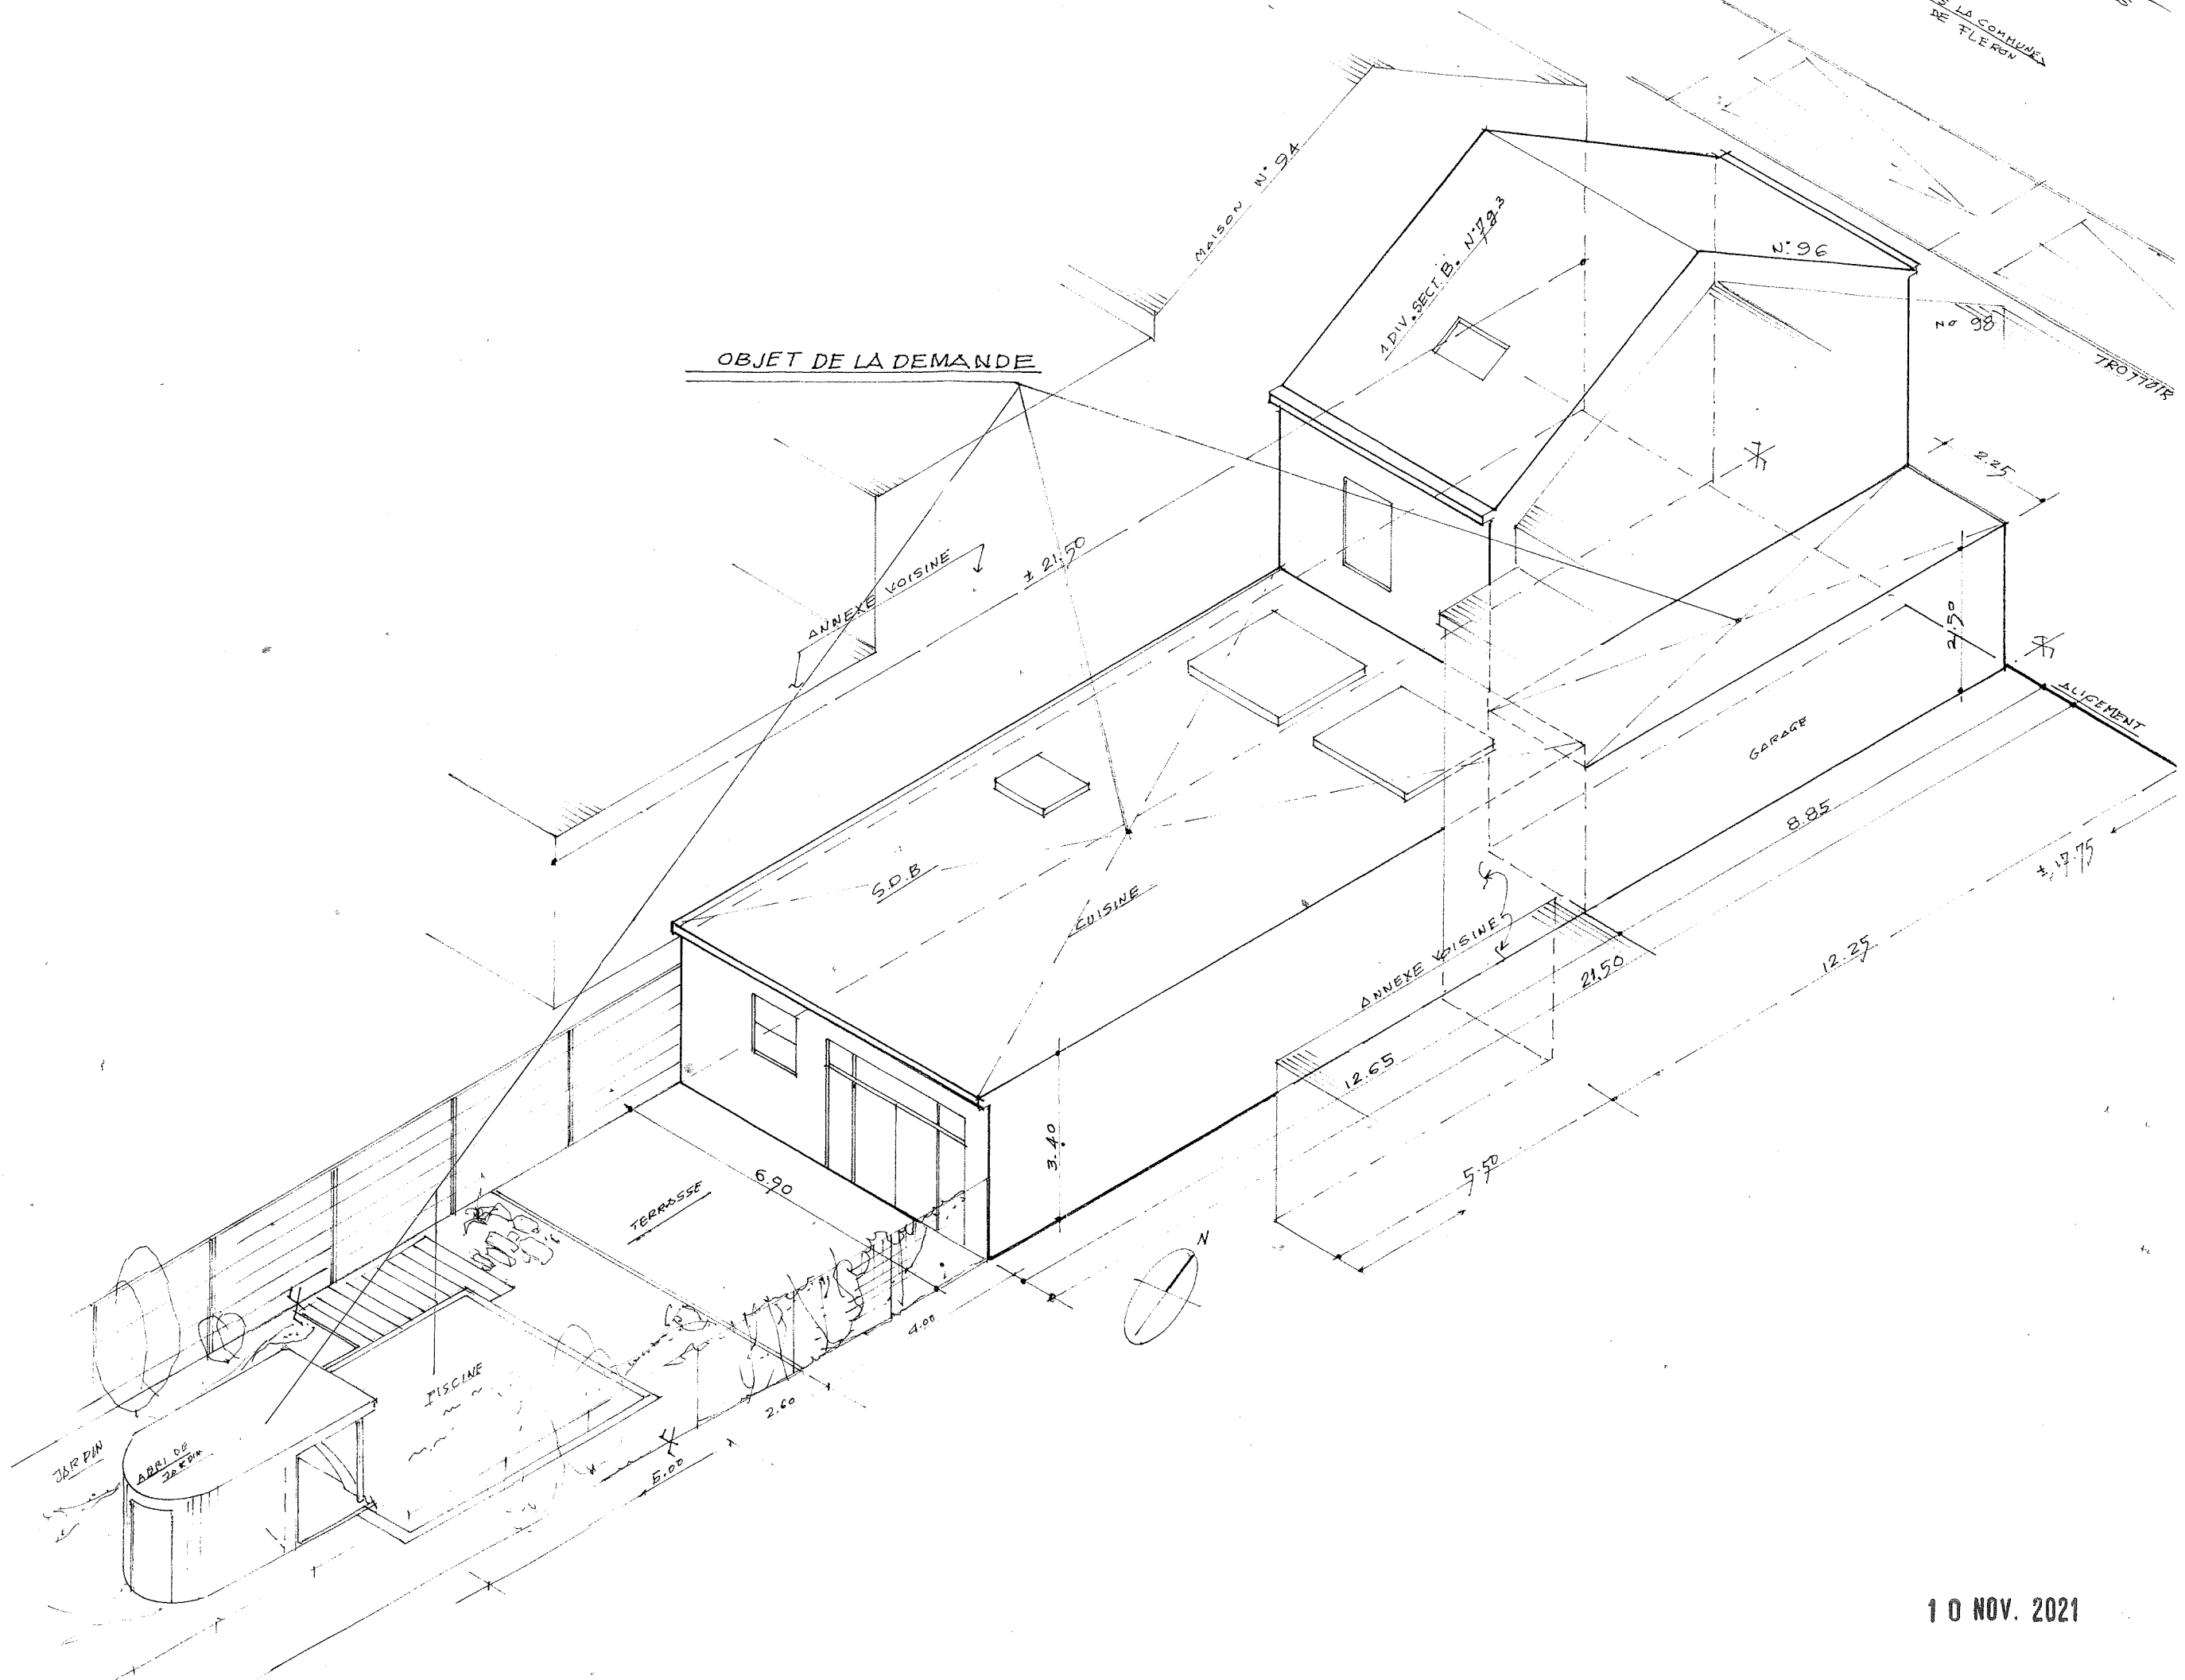 LA COMMUNE
DE FLERON
MAISON N° 94
1 DIV. SECT. B. N° 7g3
N° 96
No 98
TROTTOIR
OBJET DE LA DEMANDE
2.25
ANNEXE VOISINE
± 21.50
2.50
ALIGEMENT
GARAGE
8.85
± 17.75
S.D.B
CUISINE
ANNEXE VOISINE
21.50
12.25
12.65
3.40
5.50
6.90
TERRASSE
N
4.00
PISCINE
2.60
JARDIN
ABRI DE
JARDIN
5.00
10 NOV. 2021